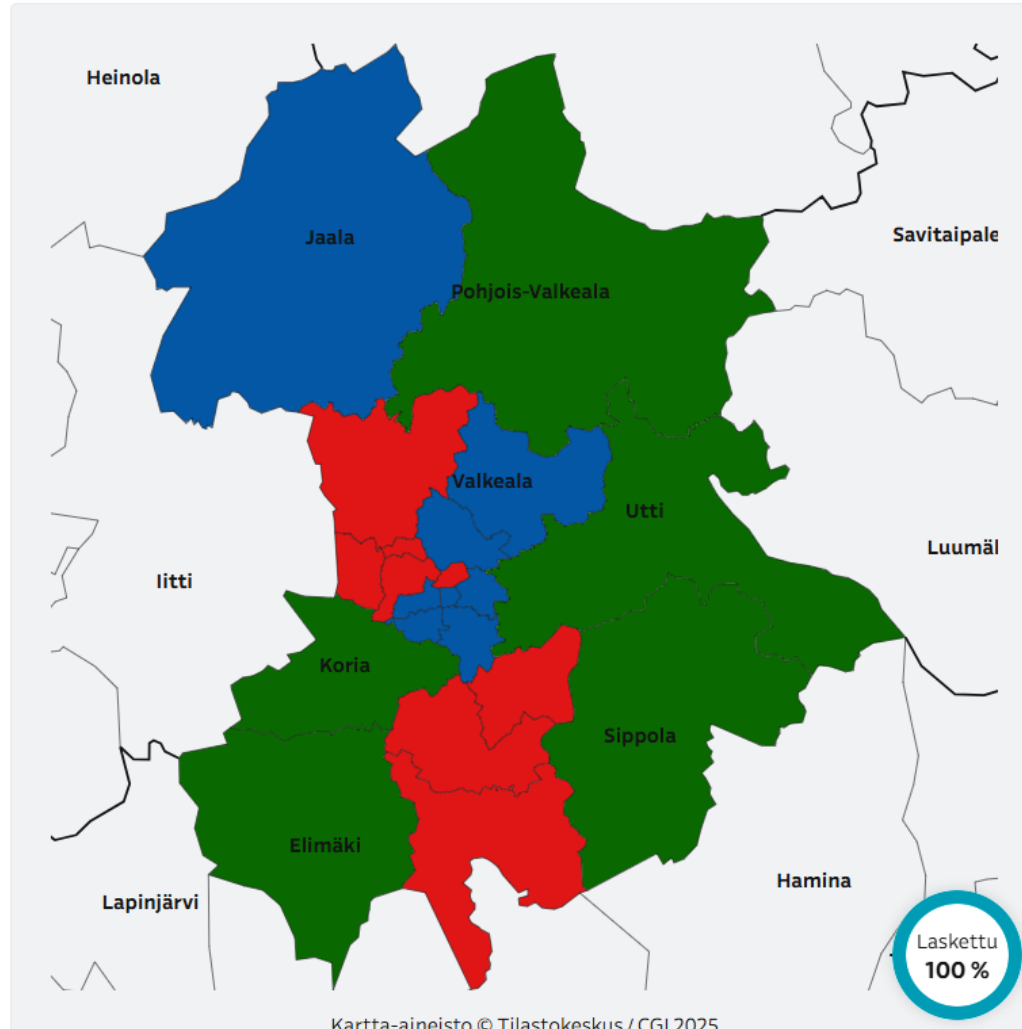 Heinola
Jaala
Savitaipale
Pohjois-Valkeala
Valkeala
Utti
Luumäl
Iitti
Koria
Sippola
Elimäki
Hamina
Lapinjärvi
Laskettu
100 %
Kartta-aineisto © Tilastokeskus / CGI 2025